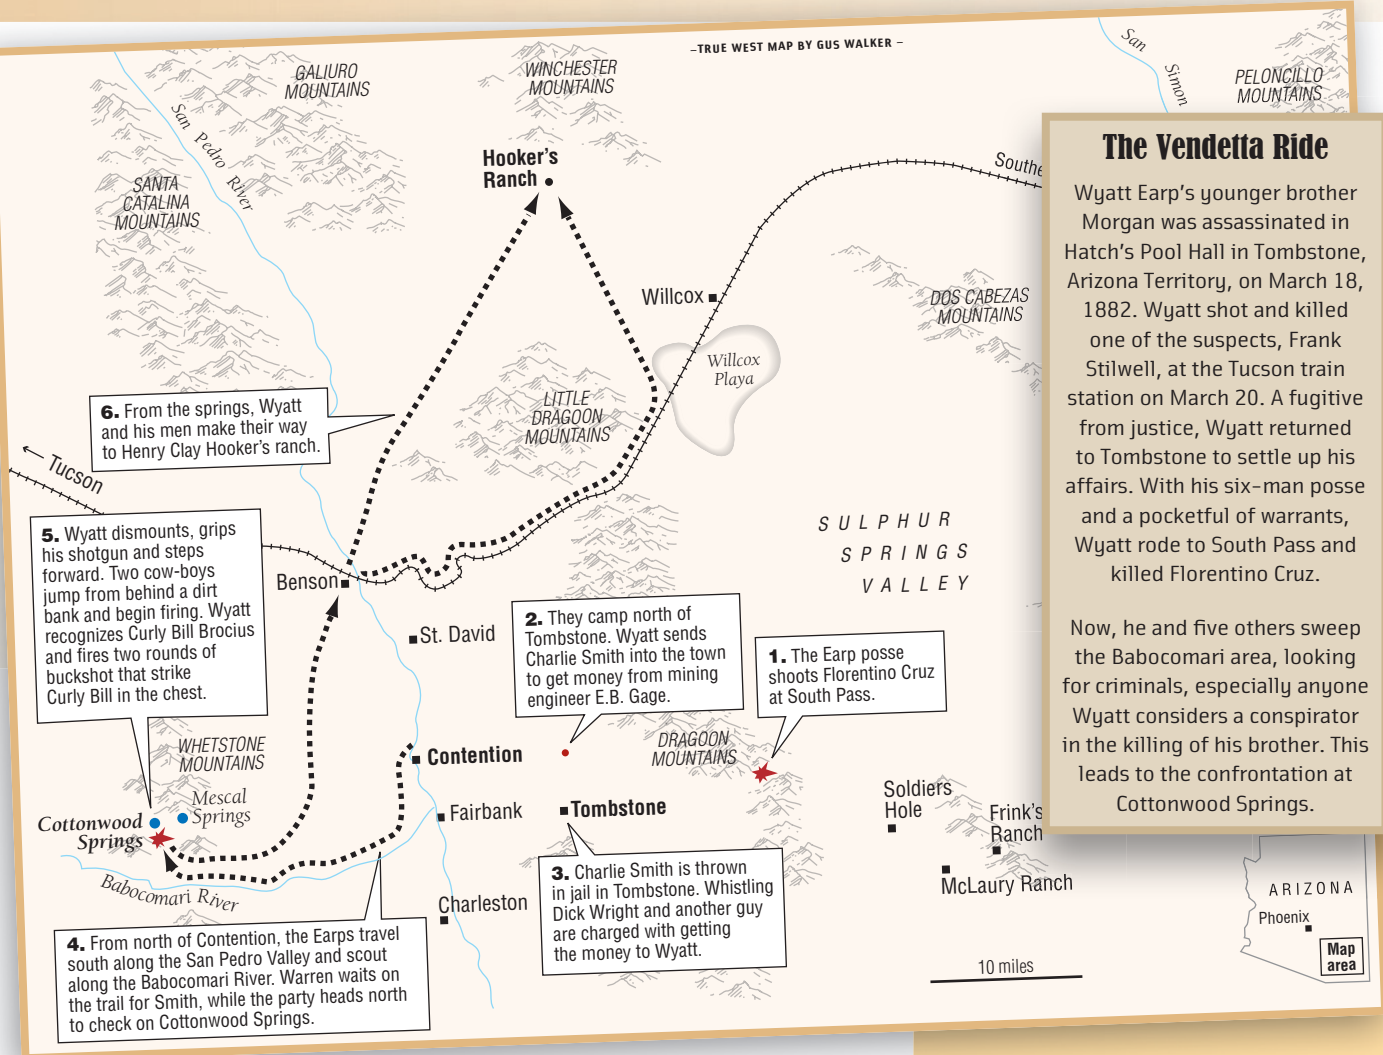 –TRUE WEST MAP BY GUS WALKER –
San
Simon
GALIURO
MOUNTAINS
WINCHESTER
MOUNTAINS
PELONCILLO
MOUNTAINS
San Pedro River
SANTA
CATALINA
MOUNTAINS
Hooker's
Ranch
Southe
Willcox
DOS CABEZAS
MOUNTAINS
Willcox
Playa
LITTLE
DRAGOON
MOUNTAINS
6. From the springs, Wyatt
and his men make their way
to Henry Clay Hooker's ranch.
← Tucson
5. Wyatt dismounts, grips
his shotgun and steps
forward. Two cow-boys
jump from behind a dirt
bank and begin firing. Wyatt
recognizes Curly Bill Brocius
and fires two rounds of
buckshot that strike
Curly Bill in the chest.
Benson
St. David
SULPHUR
SPRINGS
VALLEY
2. They camp north of
Tombstone. Wyatt sends
Charlie Smith into the town
to get money from mining
engineer E.B. Gage.
1. The Earp posse
shoots Florentino Cruz
at South Pass.
WHETSTONE
MOUNTAINS
Contention
DRAGOON
MOUNTAINS
Mescal
Springs
Cottonwood
Springs
Fairbank
Tombstone
Soldiers
Hole
Frink's
Ranch
McLaury Ranch
Babocomari River
Charleston
3. Charlie Smith is thrown
in jail in Tombstone. Whistling
Dick Wright and another guy
are charged with getting
the money to Wyatt.
4. From north of Contention, the Earps travel
south along the San Pedro Valley and scout
along the Babocomari River. Warren waits on
the trail for Smith, while the party heads north
to check on Cottonwood Springs.
10 miles
ARIZONA
Phoenix
Map
area
The Vendetta Ride
Wyatt Earp's younger brother
Morgan was assassinated in
Hatch's Pool Hall in Tombstone,
Arizona Territory, on March 18,
1882. Wyatt shot and killed
one of the suspects, Frank
Stilwell, at the Tucson train
station on March 20. A fugitive
from justice, Wyatt returned
to Tombstone to settle up his
affairs. With his six-man posse
and a pocketful of warrants,
Wyatt rode to South Pass and
killed Florentino Cruz.
Now, he and five others sweep
the Babocomari area, looking
for criminals, especially anyone
Wyatt considers a conspirator
in the killing of his brother. This
leads to the confrontation at
Cottonwood Springs.